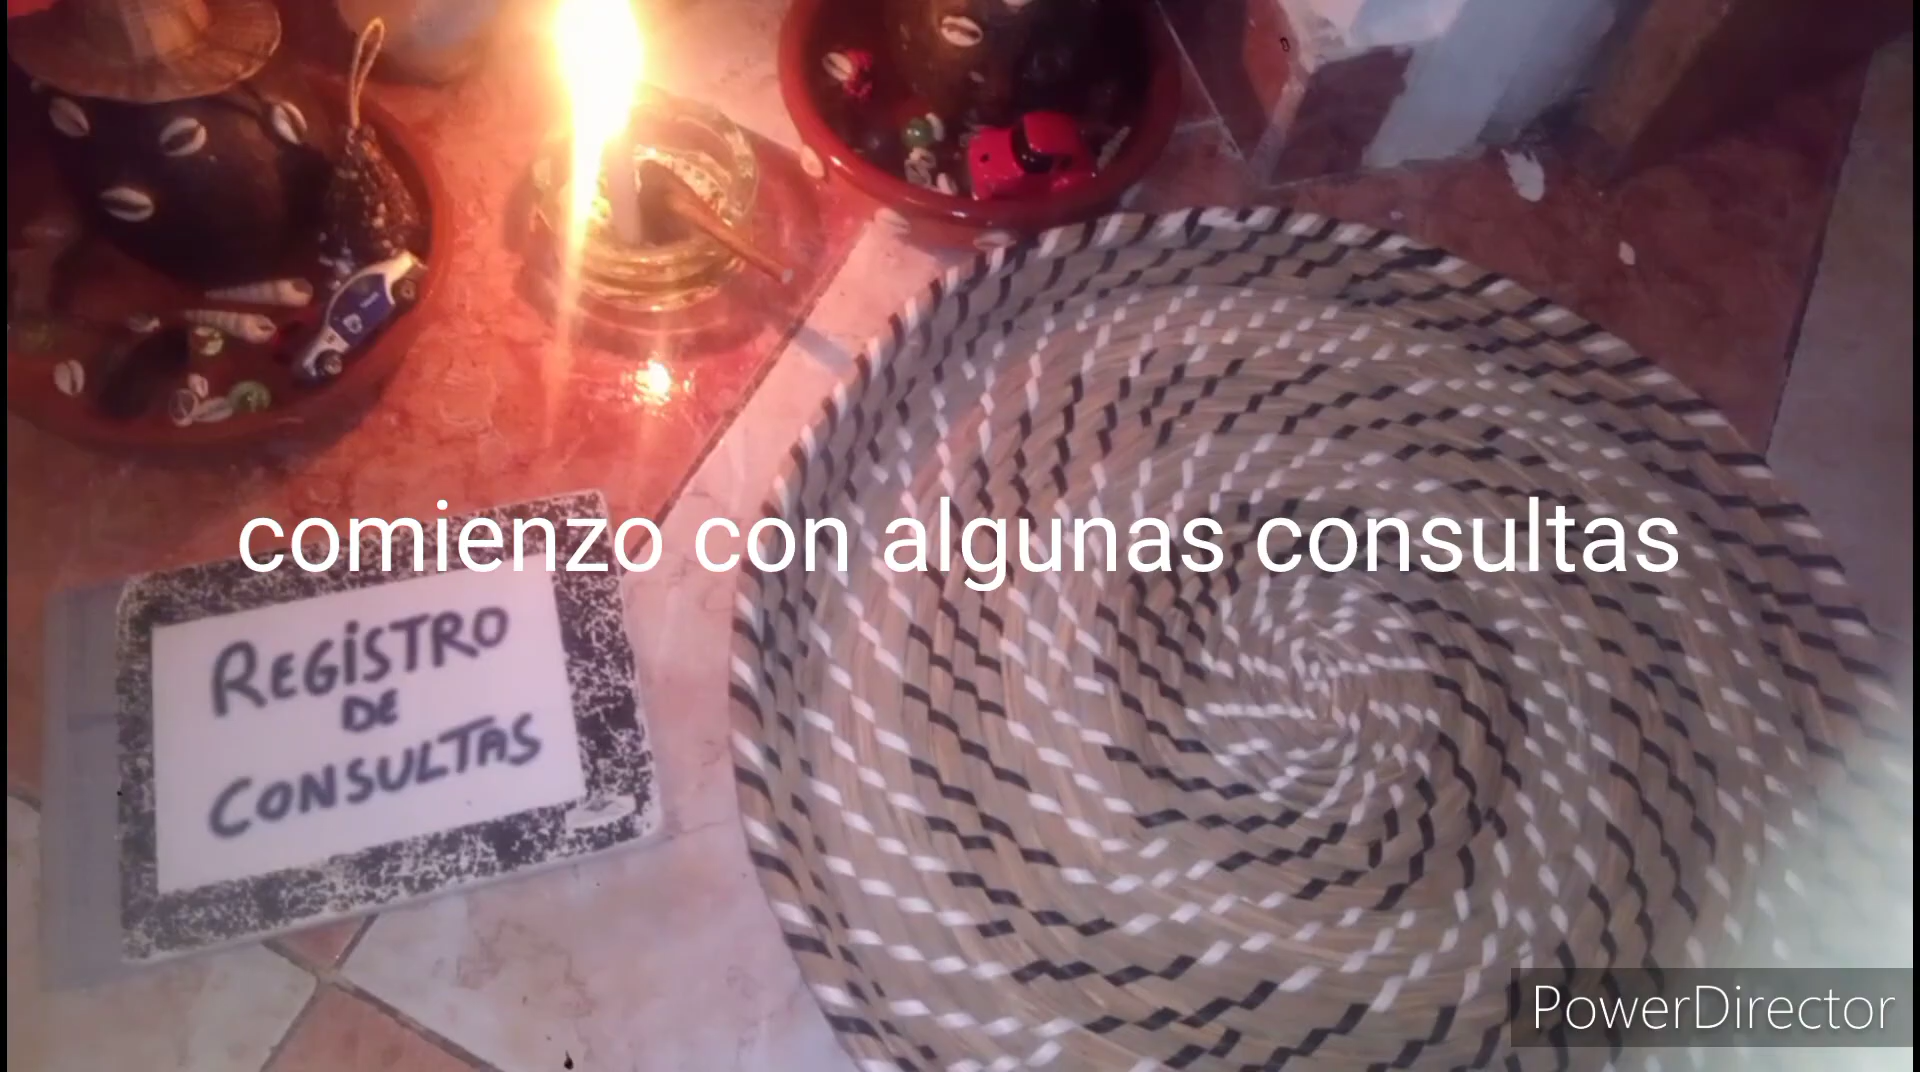 comienzo con algunas consultas
REGISTRO
DE
CONSULTAS
PowerDirector